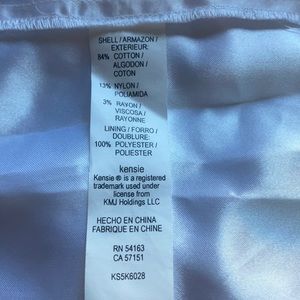 SHELL / ARMAZON /
EXTERIEUR:
84% COTTON /
ALGODON /
COTON
13% NYLON /
POLIAMIDA
3% RAYON /
VISCOSA /
RAYONNE
LINING / FORRO /
DOUBLURE:
100% POLYESTER /
POLIESTER
kensie
Kensie ® is a registered
trademark used under
license from
KMJ Holdings LLC
HECHO EN CHINA
FABRIQUE EN CHINE
RN 54163
CA 57151
KS5K6028